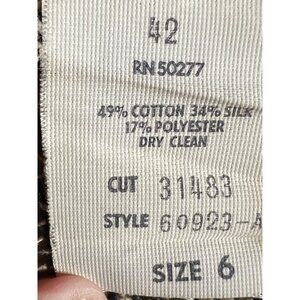 42
RN 50277
49% COTTON 34% SILK
17% POLYESTER
DRY CLEAN
CUT 31483
STYLE 60923-A
SIZE 6